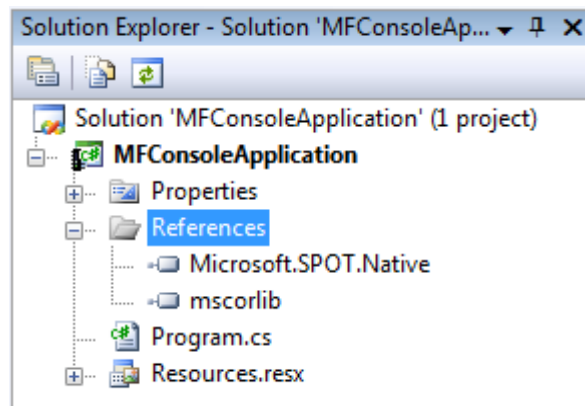 Solution Explorer - Solution 'MFConsoleAp...
Solution 'MFConsoleApplication' (1 project)
C# MFConsoleApplication
Properties
References
Microsoft.SPOT.Native
mscorlib
C# Program.cs
Resources.resx